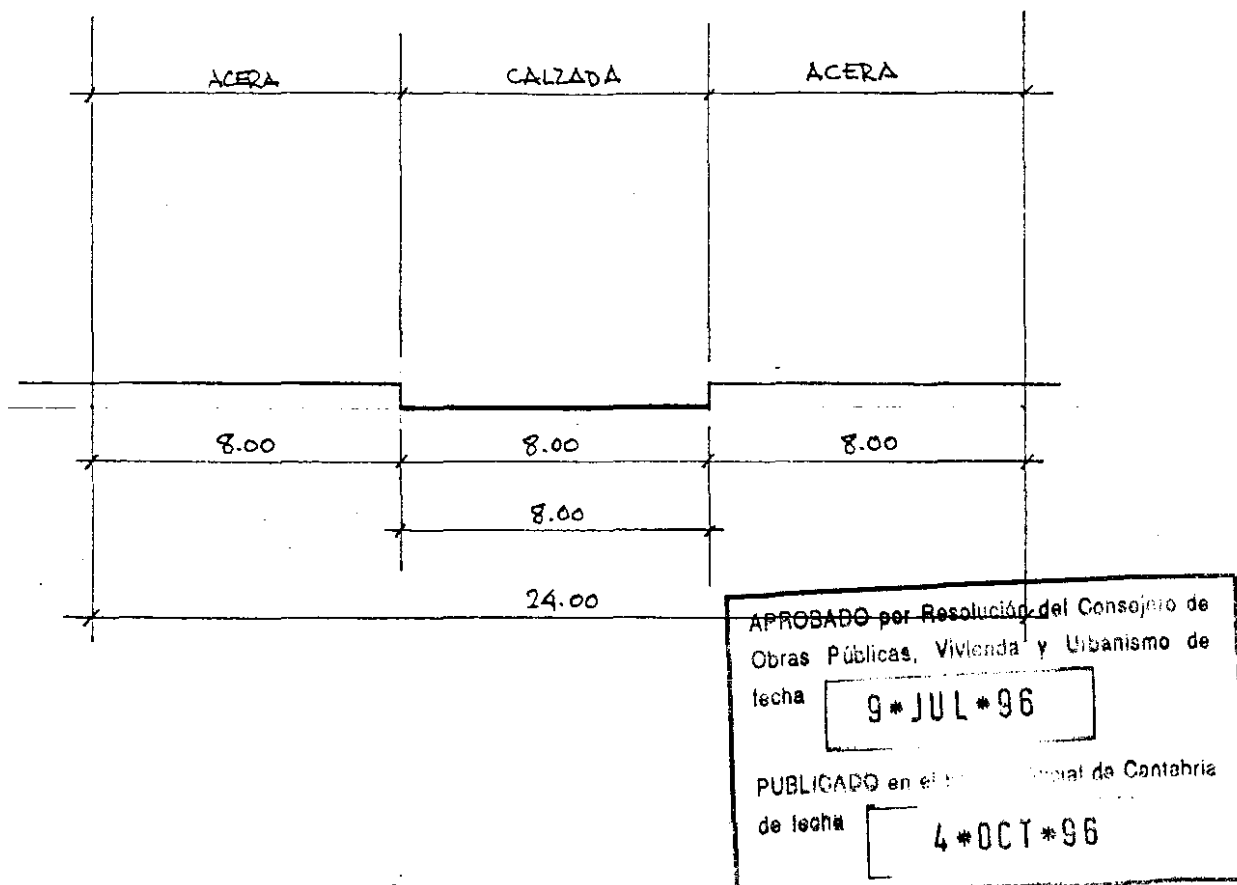 ACERA CALZADA ACERA
8.00 8.00 8.00
8.00
24.00
APROBADO por Resolución del Consejero de
Obras Públicas, Vivienda y Urbanismo de
fecha 9*JUL*96
PUBLICADO en el de Cantabria
de fecha 4*OCT*96